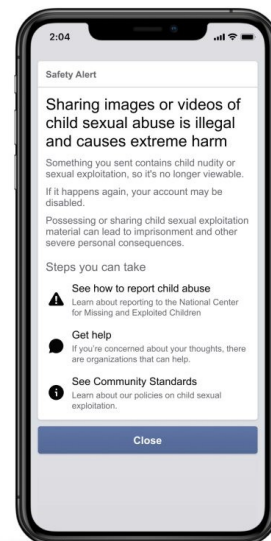 2:04
Safety Alert
Sharing images or videos of
child sexual abuse is illegal
and causes extreme harm
Something you sent contains child nudity or
sexual exploitation, so it's no longer viewable.
If it happens again, your account may be
disabled.
Possessing or sharing child sexual exploitation
material can lead to imprisonment and other
severe personal consequences.
Steps you can take
See how to report child abuse
Learn about reporting to the National Center
for Missing and Exploited Children
Get help
If you're concerned about your thoughts, there
are organizations that can help.
See Community Standards
Learn about our policies on child sexual
exploitation.
Close